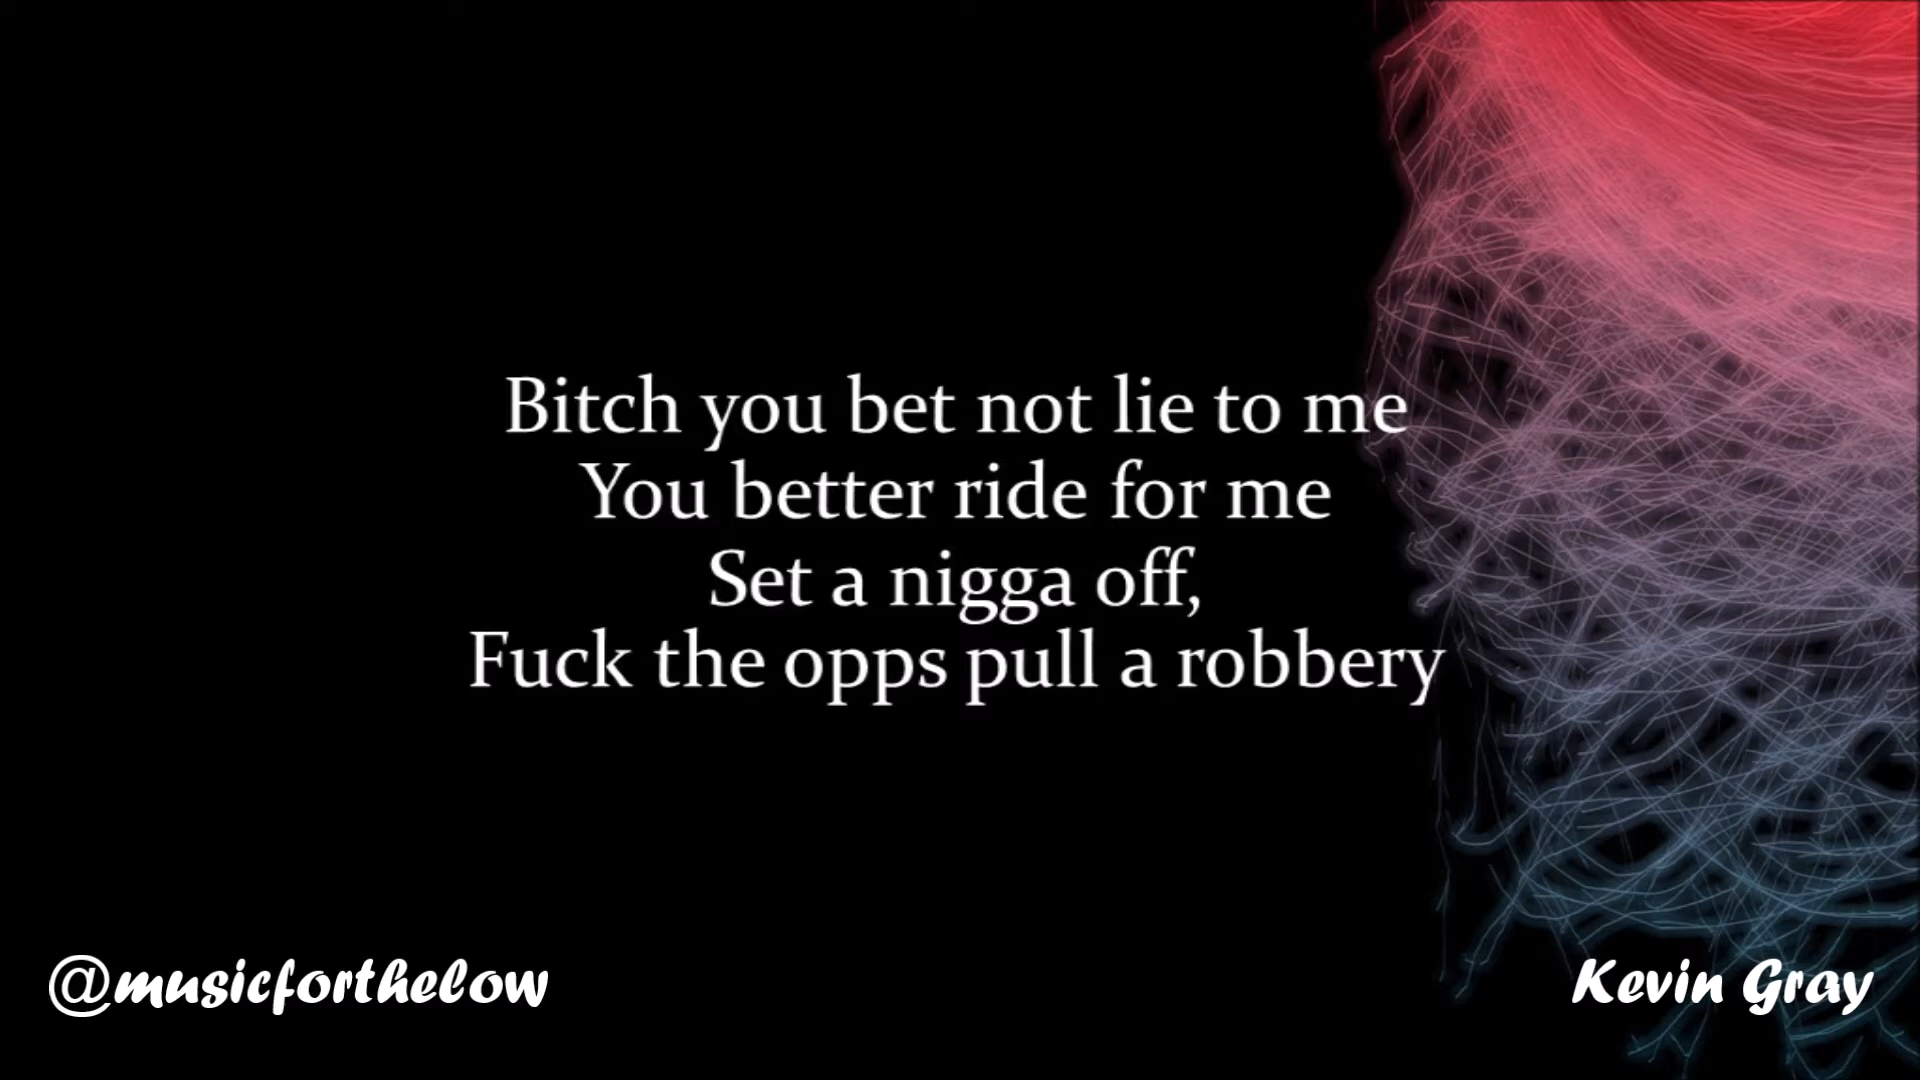 Bitch you bet not lie to me
You better ride for me
Set a nigga off,
Fuck the opps pull a robbery
@musicforthelow
Kevin Gray